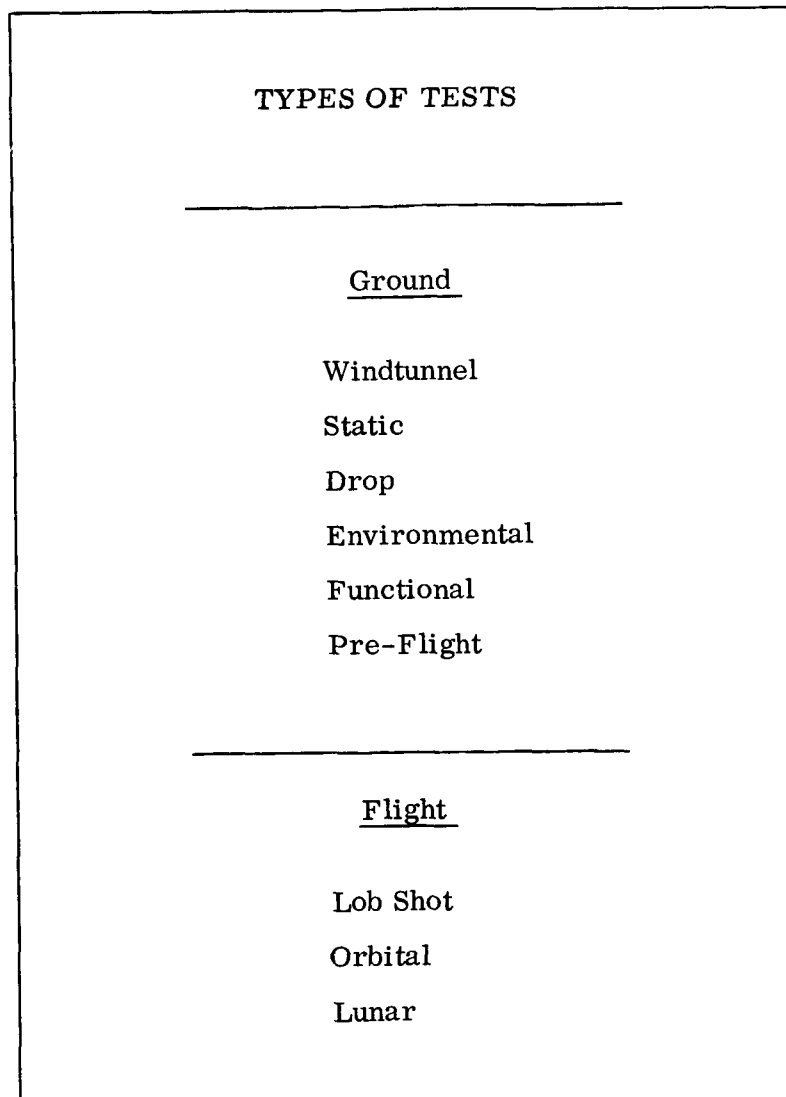 TYPES OF TESTS
Ground
Windtunnel
Static
Drop
Environmental
Functional
Pre-Flight
Flight
Lob Shot
Orbital
Lunar